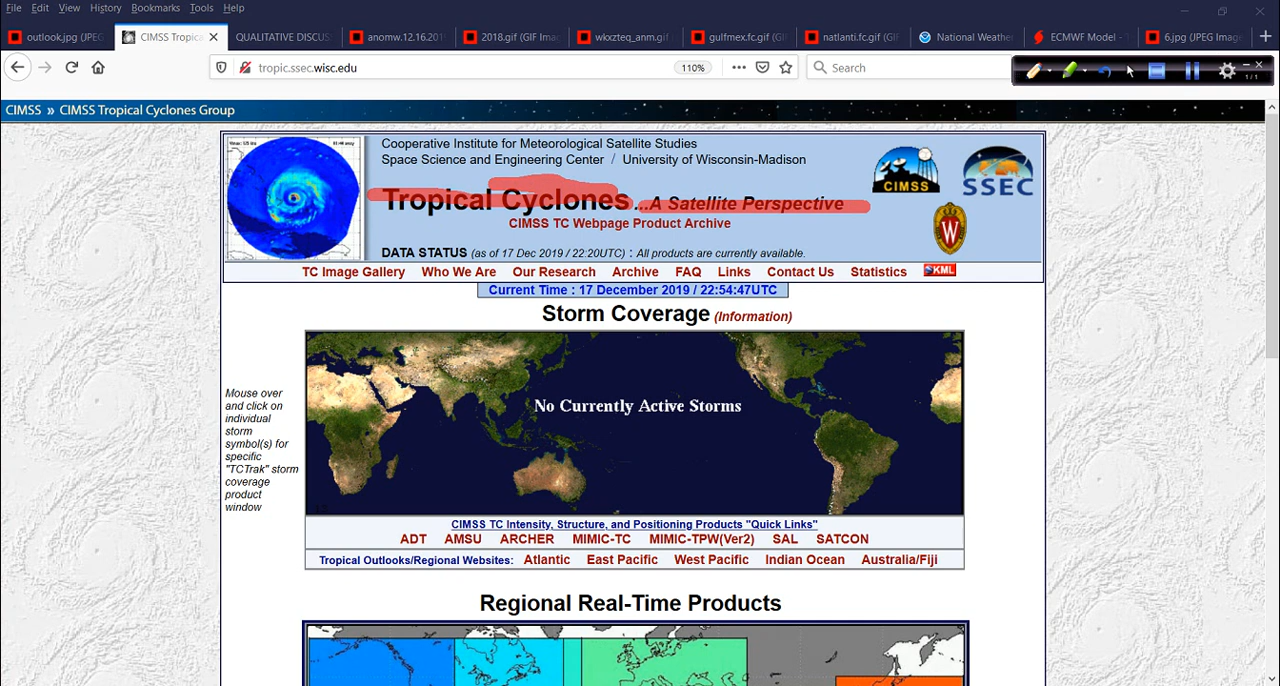 File Edit View History Bookmarks Tools Help
outlook.jpg (JPEG
CIMSS Tropica
QUALITATIVE DISCUS
anomw.12.16.201
2018.gif (GIF Ima
wkxzteq_anm.gif
gulfmex.fc.gif (GI
natlanti.fc.gif (GI
National Weathe
ECMWF Model -
6.jpg (JPEG Image
tropic.ssec.wisc.edu
110%
Search
1/1
CIMSS » CIMSS Tropical Cyclones Group
Cooperative Institute for Meteorological Satellite Studies
Space Science and Engineering Center / University of Wisconsin-Madison
Tropical Cyclones ...A Satellite Perspective
CIMSS TC Webpage Product Archive
CIMSS
SSEC
W
DATA STATUS (as of 17 Dec 2019 / 22:20UTC) : All products are currently available.
TC Image Gallery Who We Are Our Research Archive FAQ Links Contact Us Statistics KML
Current Time : 17 December 2019 / 22:54:47UTC
Storm Coverage (Information)
Mouse over
and click on
individual
storm
symbol(s) for
specific
"TCTrak" storm
coverage
product
window
No Currently Active Storms
CIMSS TC Intensity, Structure, and Positioning Products "Quick Links"
ADT AMSU ARCHER MIMIC-TC MIMIC-TPW(Ver2) SAL SATCON
Tropical Outlooks/Regional Websites: Atlantic East Pacific West Pacific Indian Ocean Australia/Fiji
Regional Real-Time Products